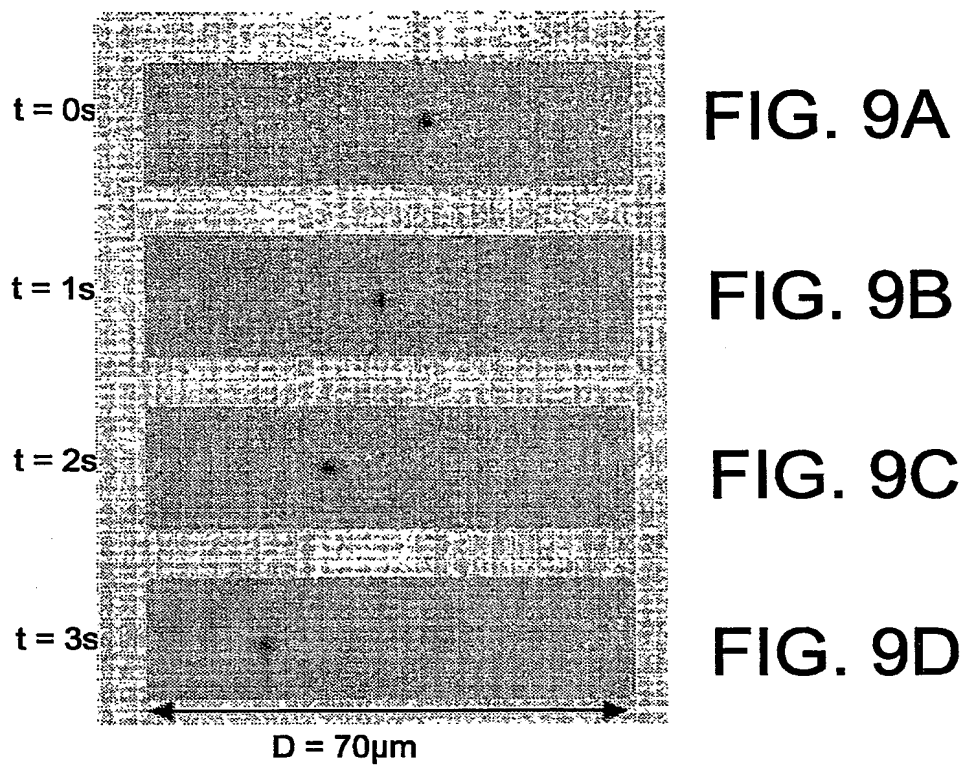 t = 0s
FIG. 9A
t = 1s
FIG. 9B
t = 2s
FIG. 9C
t = 3s
FIG. 9D
D = 70µm